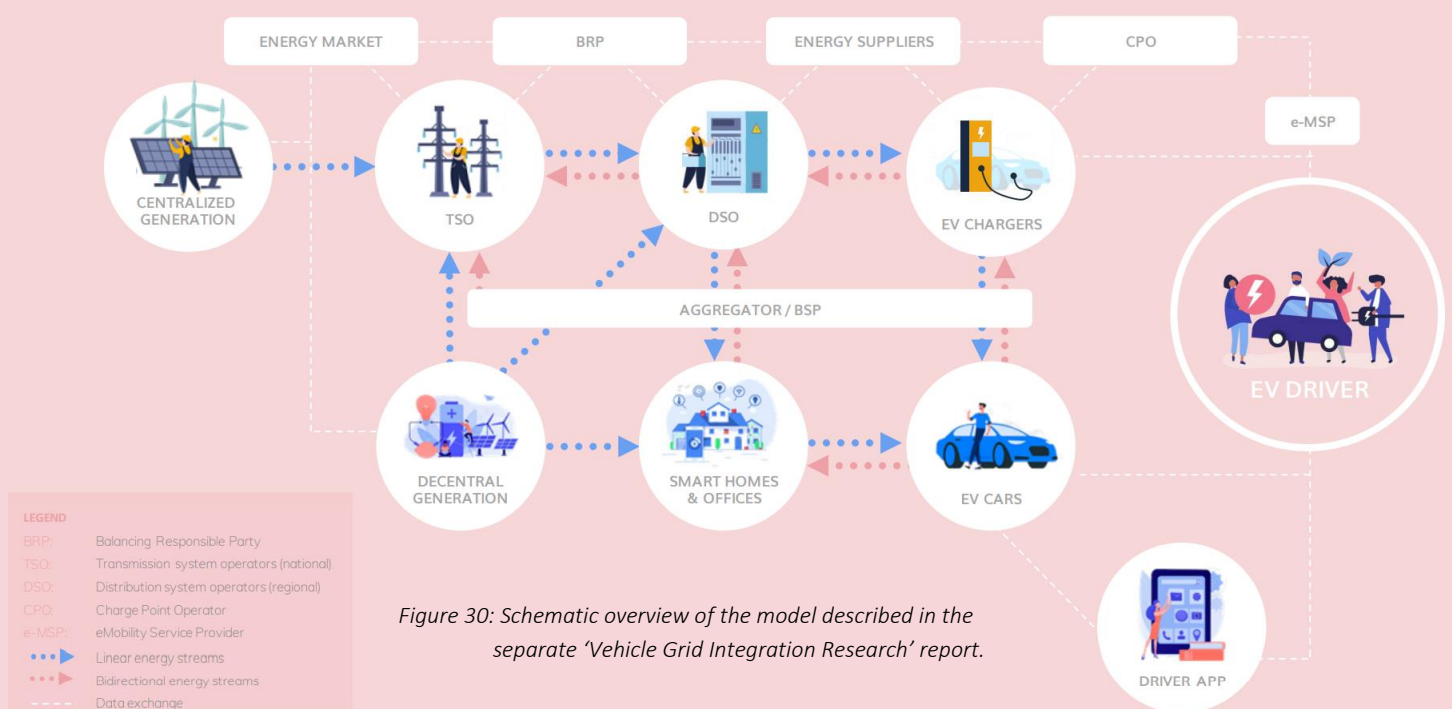 ENERGY MARKET
BRP
ENERGY SUPPLIERS
CPO
e-MSP
CENTRALIZED
GENERATION
TSO
DSO
EV CHARGERS
AGGREGATOR / BSP
EV DRIVER
DECENTRAL
GENERATION
SMART HOMES
& OFFICES
EV CARS
DRIVER APP
LEGEND
BRP: Balancing Responsible Party
TSO: Transmission system operators (national)
DSO: Distribution system operators (regional)
CPO: Charge Point Operator
e-MSP: eMobility Service Provider
Linear energy streams
Bidirectional energy streams
Data exchange
Figure 30: Schematic overview of the model described in the
separate ‘Vehicle Grid Integration Research’ report.